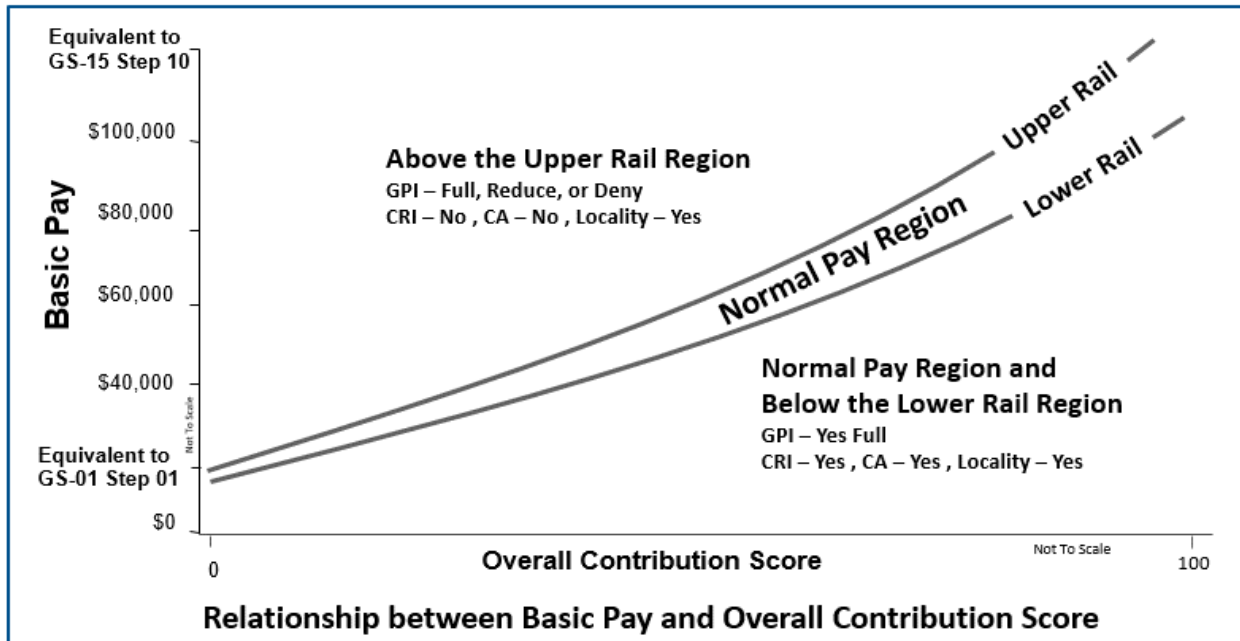 Equivalent to
GS-15 Step 10
$100,000
$80,000
$60,000
$40,000
Equivalent to
GS-01 Step 01
$0
Basic Pay
Not To Scale
Above the Upper Rail Region
GPI – Full, Reduce, or Deny
CRI – No , CA – No , Locality – Yes
Upper Rail
Normal Pay Region
Lower Rail
Normal Pay Region and
Below the Lower Rail Region
GPI – Yes Full
CRI – Yes , CA – Yes , Locality – Yes
0
Overall Contribution Score
Not To Scale
100
Relationship between Basic Pay and Overall Contribution Score